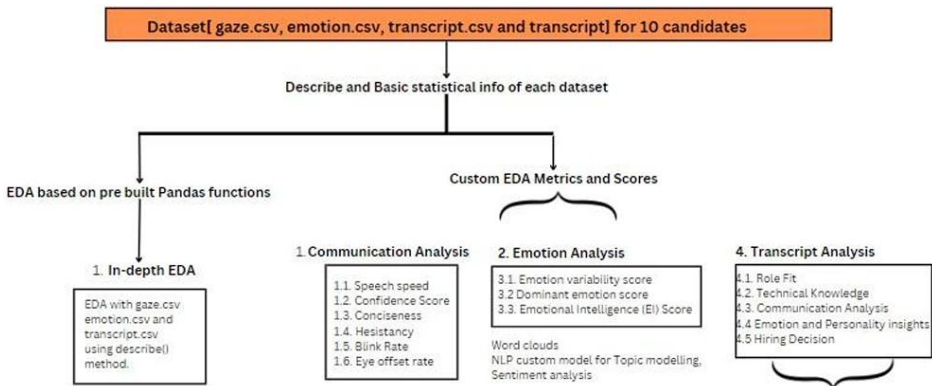 Dataset[ gaze.csv, emotion.csv, transcript.csv and transcript] for 10 candidates
Describe and Basic statistical info of each dataset
EDA based on pre built Pandas functions
Custom EDA Metrics and Scores
1. In-depth EDA
EDA with gaze.csv
emotion.csv and
transcript.csv
using describe()
method.
1. Communication Analysis
1.1. Speech speed
1.2. Confidence Score
1.3. Conciseness
1.4. Hesistancy
1.5. Blink Rate
1.6. Eye offset rate
2. Emotion Analysis
3.1. Emotion variability score
3.2 Dominant emotion score
3.3. Emotional Intelligence (EI) Score
Word clouds
NLP custom model for Topic modelling,
Sentiment analysis
4. Transcript Analysis
4.1. Role Fit
4.2. Technical Knowledge
4.3. Communication Analysis
4.4 Emotion and Personality insights
4.5 Hiring Decision